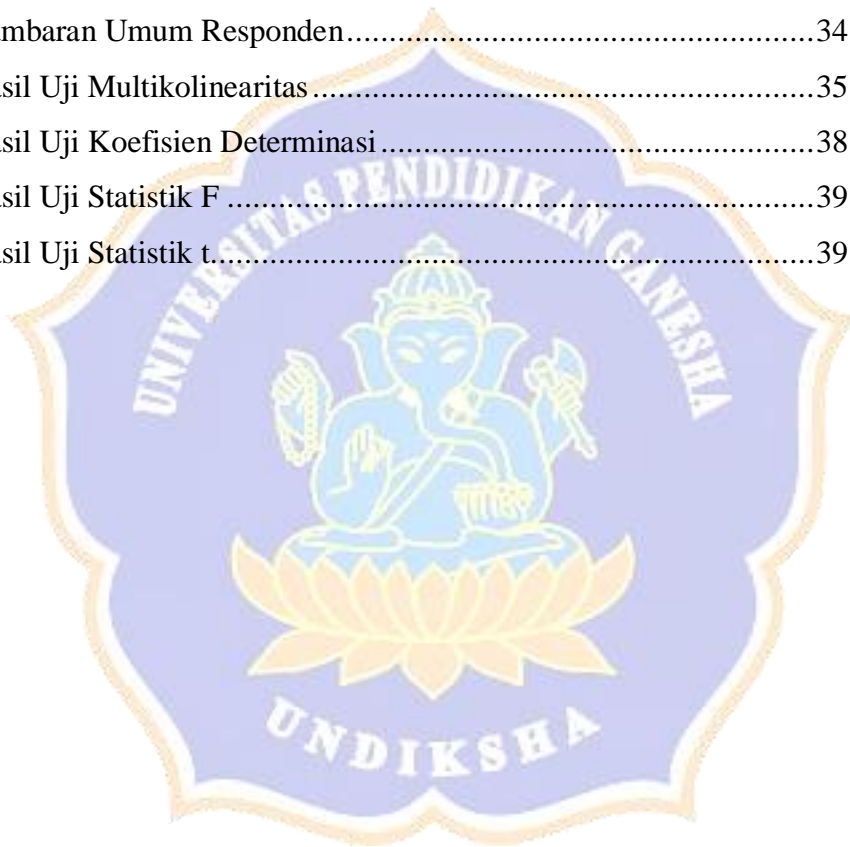 mbaran Umum Responden....................................................34
sil Uji Multikolinearitas........................................................35
sil Uji Koefisien Determinasi................................................38
sil Uji Statistik F..................................................................39
sil Uji Statistik t....................................................................39
UNIVERSITAS PENDIDIKAN GANESHA
UNDIKSHA